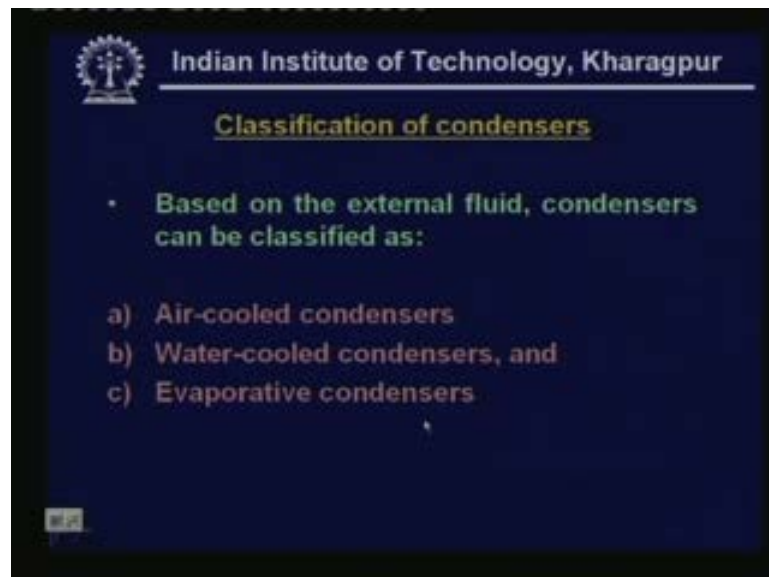 Indian Institute of Technology, Kharagpur
Classification of condensers
· Based on the external fluid, condensers
can be classified as:
a) Air-cooled condensers
b) Water-cooled condensers, and
c) Evaporative condensers